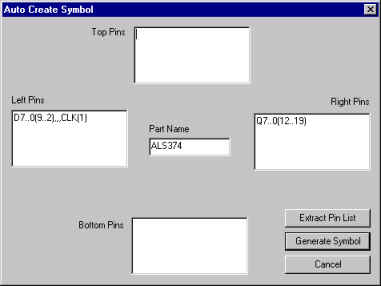 Auto Create Symbol
Top Pins
Left Pins
Right Pins
D7..0(9..2),,,CLK(1)
Part Name
Q7..0(12..19)
ALS374
Bottom Pins
Extract Pin List
Generate Symbol
Cancel